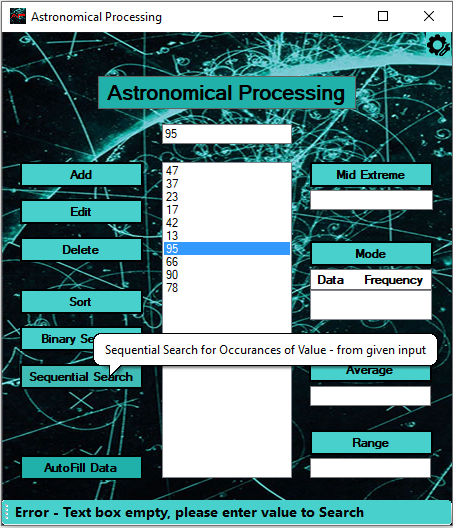 Astronomical Processing
Astronomical Processing
95
Add
Edit
Delete
Sort
Binary Se
Sequential Search
AutoFill Data
47
37
23
17
42
13
95
66
90
78
Sequential Search for Occurances of Value - from given input
Mid Extreme
Mode
Data Frequency
Average
Range
Error - Text box empty, please enter value to Search